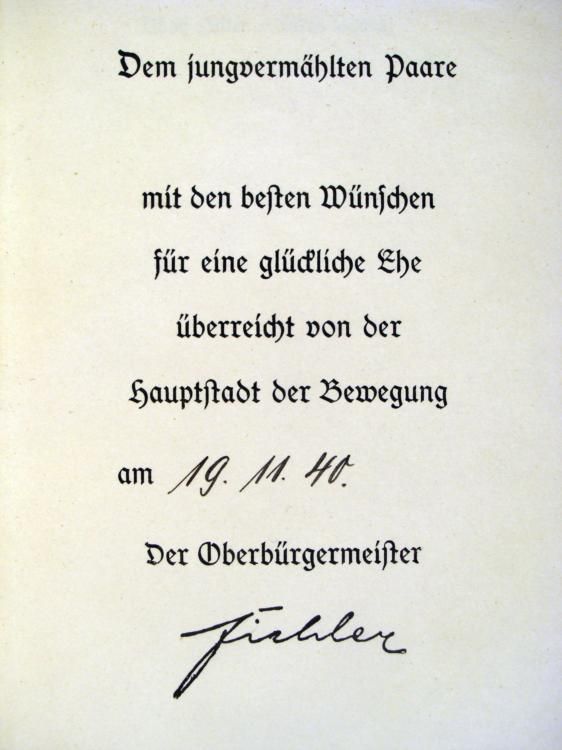 Dem jungvermählten Paare
mit den besten Wünschen
für eine glückliche Ehe
überreicht von der
Hauptstadt der Bewegung
am 19. 11. 40.
Der Oberbürgermeister
Fiehler